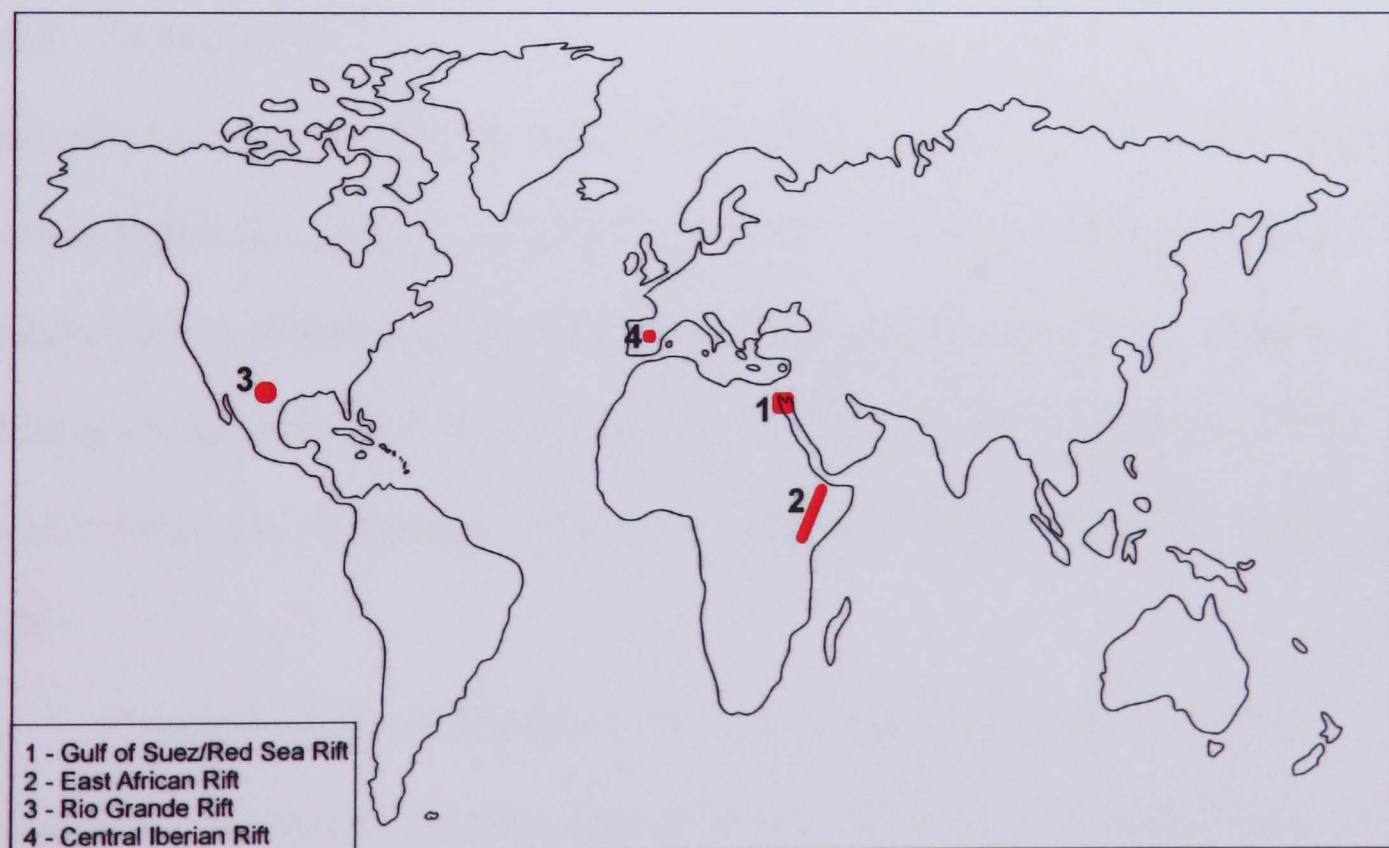 3
4
1
2
1 - Gulf of Suez/Red Sea Rift
2 - East African Rift
3 - Rio Grande Rift
4 - Central Iberian Rift